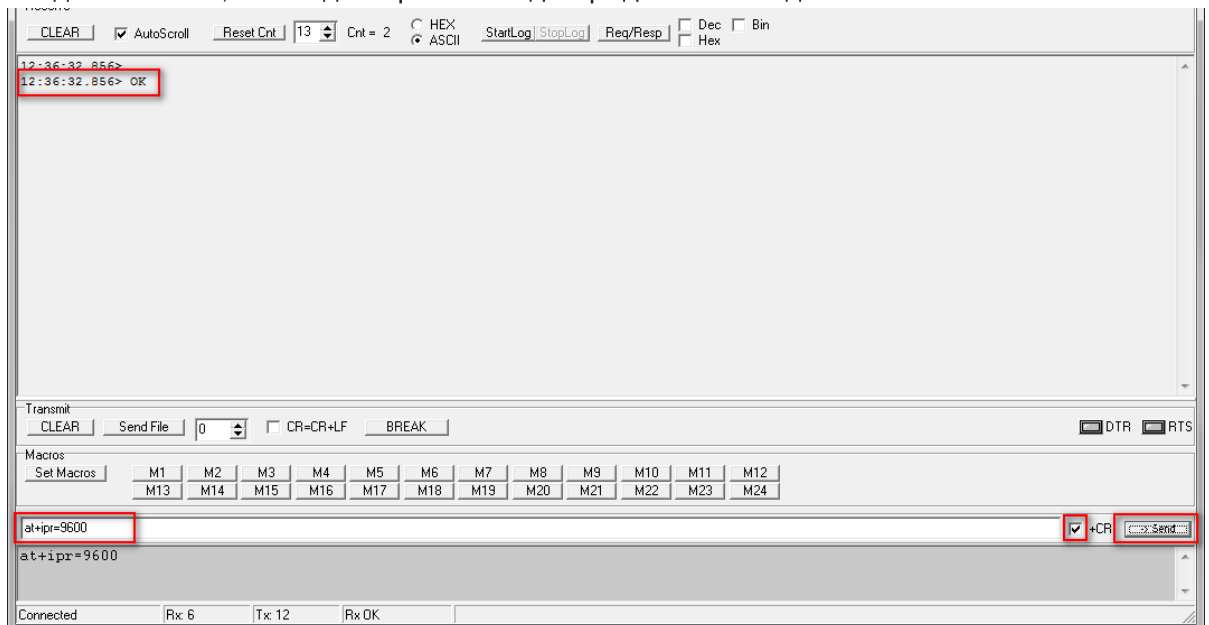 CLEAR AutoScroll Reset Cnt 13 Cnt = 2 HEX ASCII StartLog StopLog Req/Resp Dec Hex Bin
12:36:32.856>
12:36:32.856> OK
Transmit
CLEAR Send File 0 CR=CR+LF BREAK DTR RTS
Macros
Set Macros M1 M2 M3 M4 M5 M6 M7 M8 M9 M10 M11 M12
M13 M14 M15 M16 M17 M18 M19 M20 M21 M22 M23 M24
at+ipr=9600 +CR -> Send
at+ipr=9600
Connected Rx: 6 Tx: 12 Rx OK